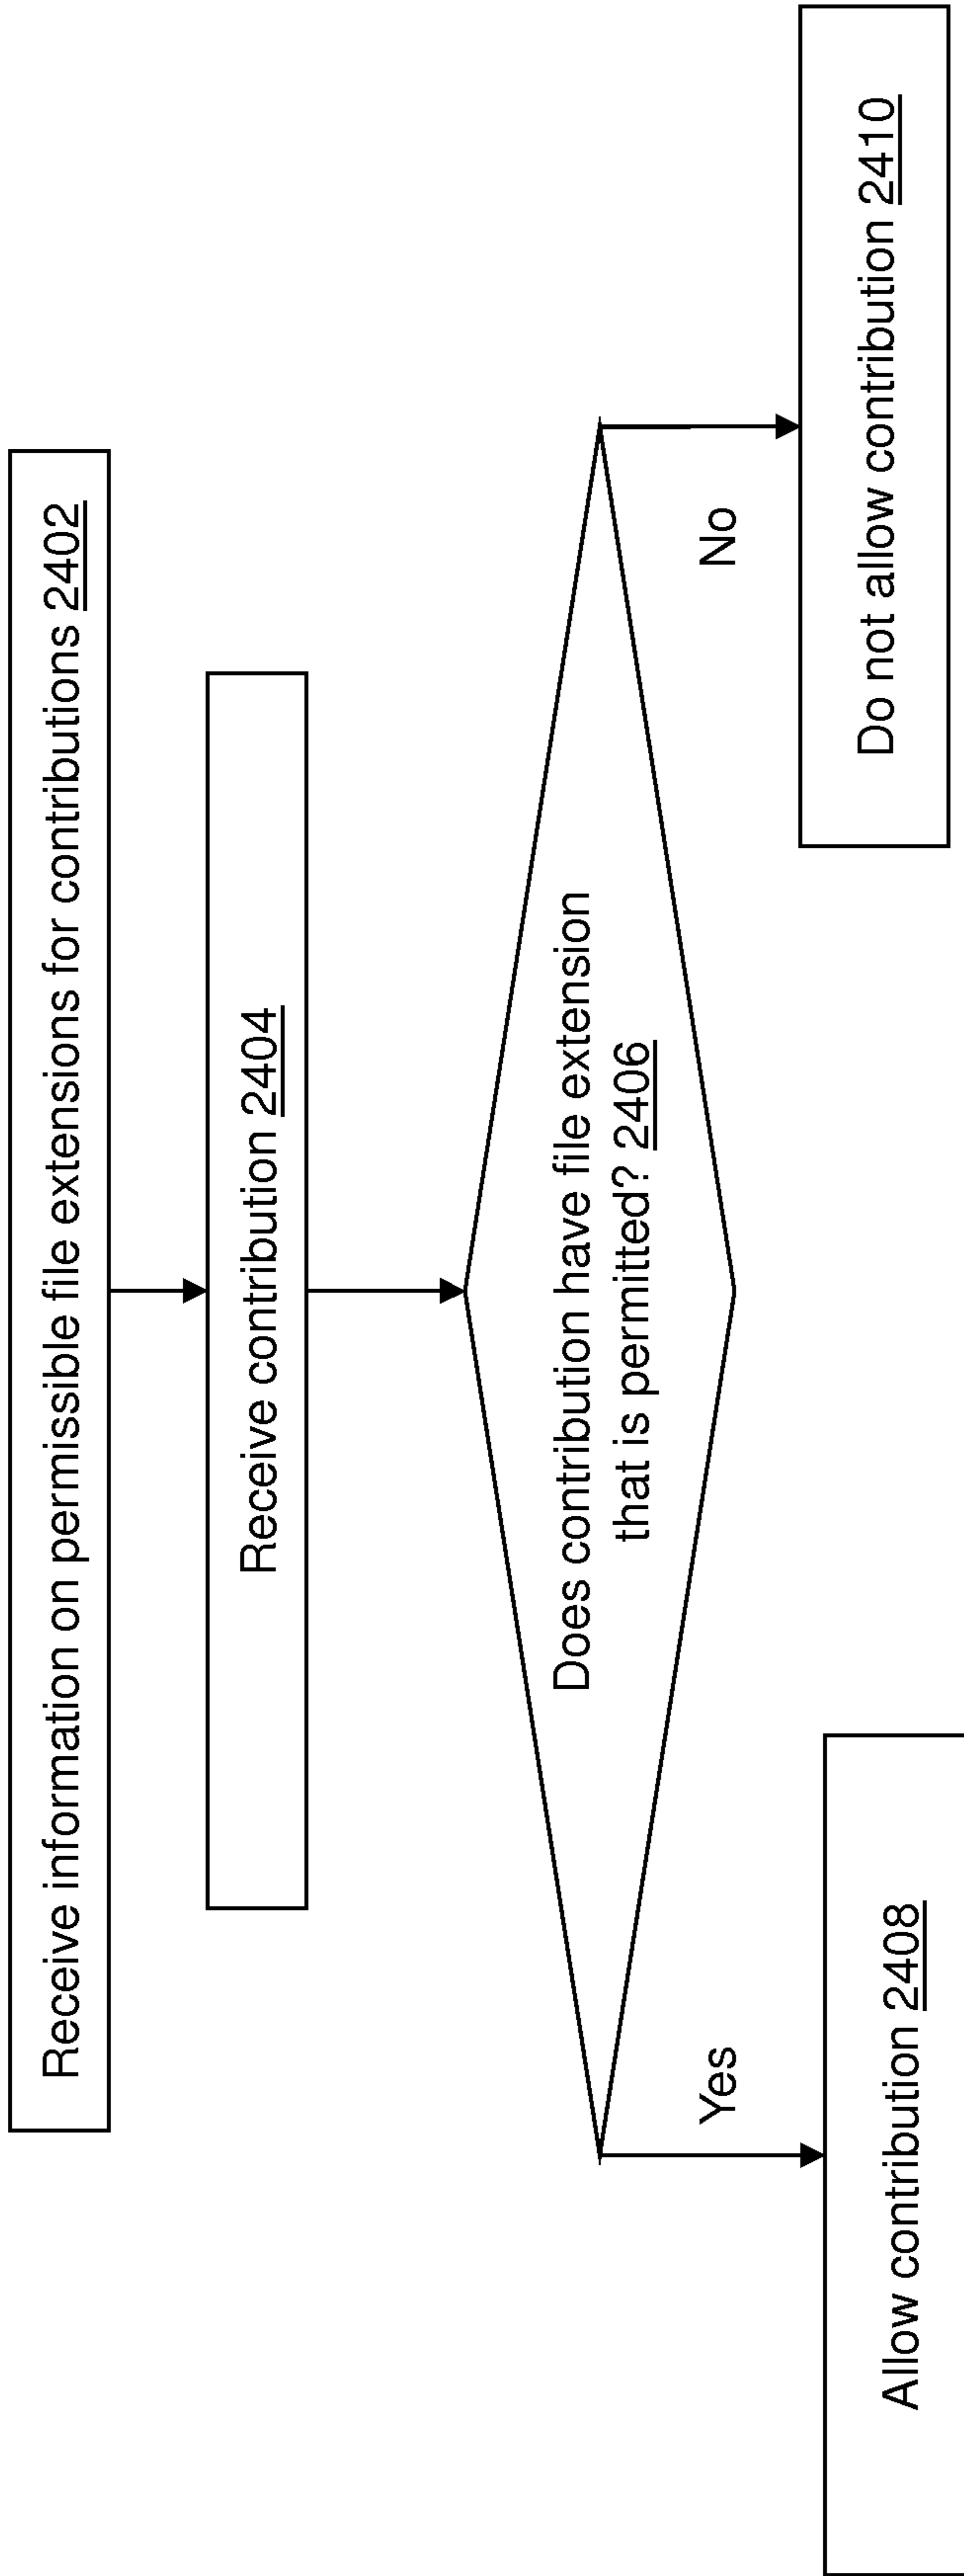 Receive information on permissible file extensions for contributions 2402
Receive contribution 2404
Does contribution have file extension
that is permitted? 2406
Yes
No
Allow contribution 2408
Do not allow contribution 2410